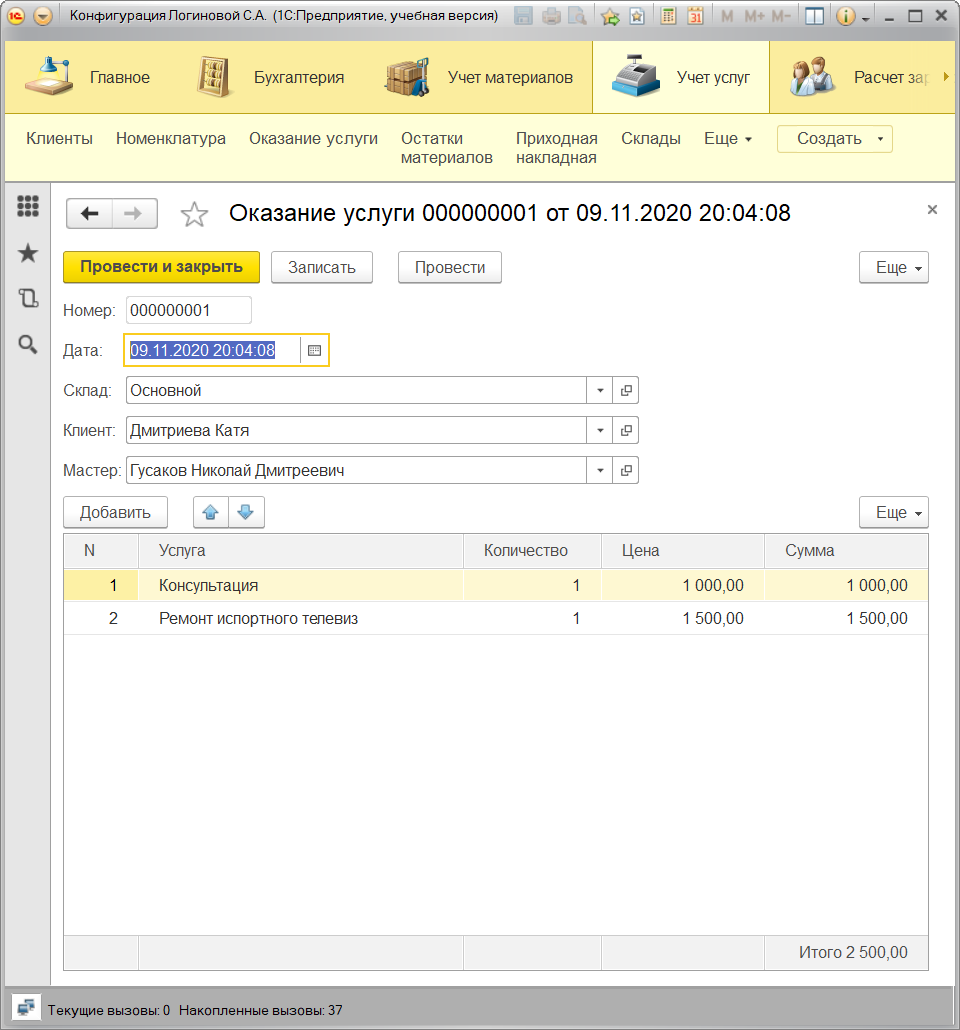 Конфигурация Логиновой С.А. (1С:Предприятие, учебная версия) M M+ M-
Главное Бухгалтерия Учет материалов Учет услуг Расчет зар
Клиенты Номенклатура Оказание услуги Остатки материалов Приходная накладная Склады Еще Создать
Оказание услуги 000000001 от 09.11.2020 20:04:08
Провести и закрыть Записать Провести Еще
Номер: 000000001
Дата: 09.11.2020 20:04:08
Склад: Основной
Клиент: Дмитриева Катя
Мастер: Гусаков Николай Дмитреевич
Добавить Еще
N Услуга Количество Цена Сумма
1 Консультация 1 1 000,00 1 000,00
2 Ремонт испортного телевиз 1 1 500,00 1 500,00
Итого 2 500,00
Текущие вызовы: 0 Накопленные вызовы: 37